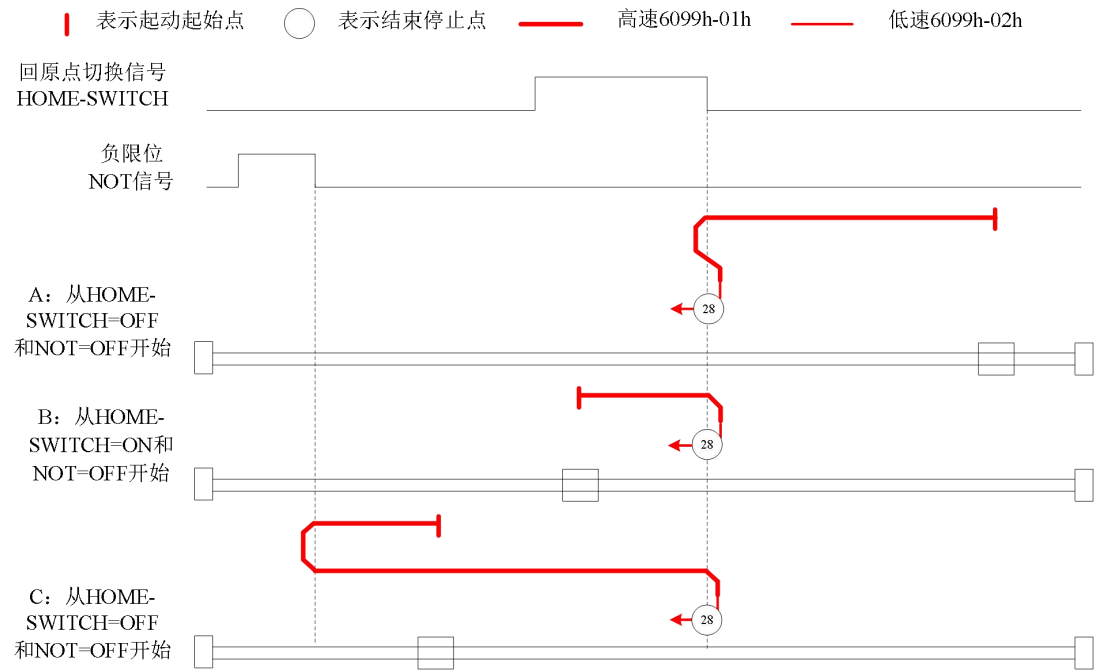 表示起动起始点
表示结束停止点
高速6099h-01h
低速6099h-02h
回原点切换信号
HOME-SWITCH
负限位
NOT信号
A：从HOME-
SWITCH=OFF
和NOT=OFF开始
28
B：从HOME-
SWITCH=ON和
NOT=OFF开始
28
C：从HOME-
SWITCH=OFF
和NOT=OFF开始
28